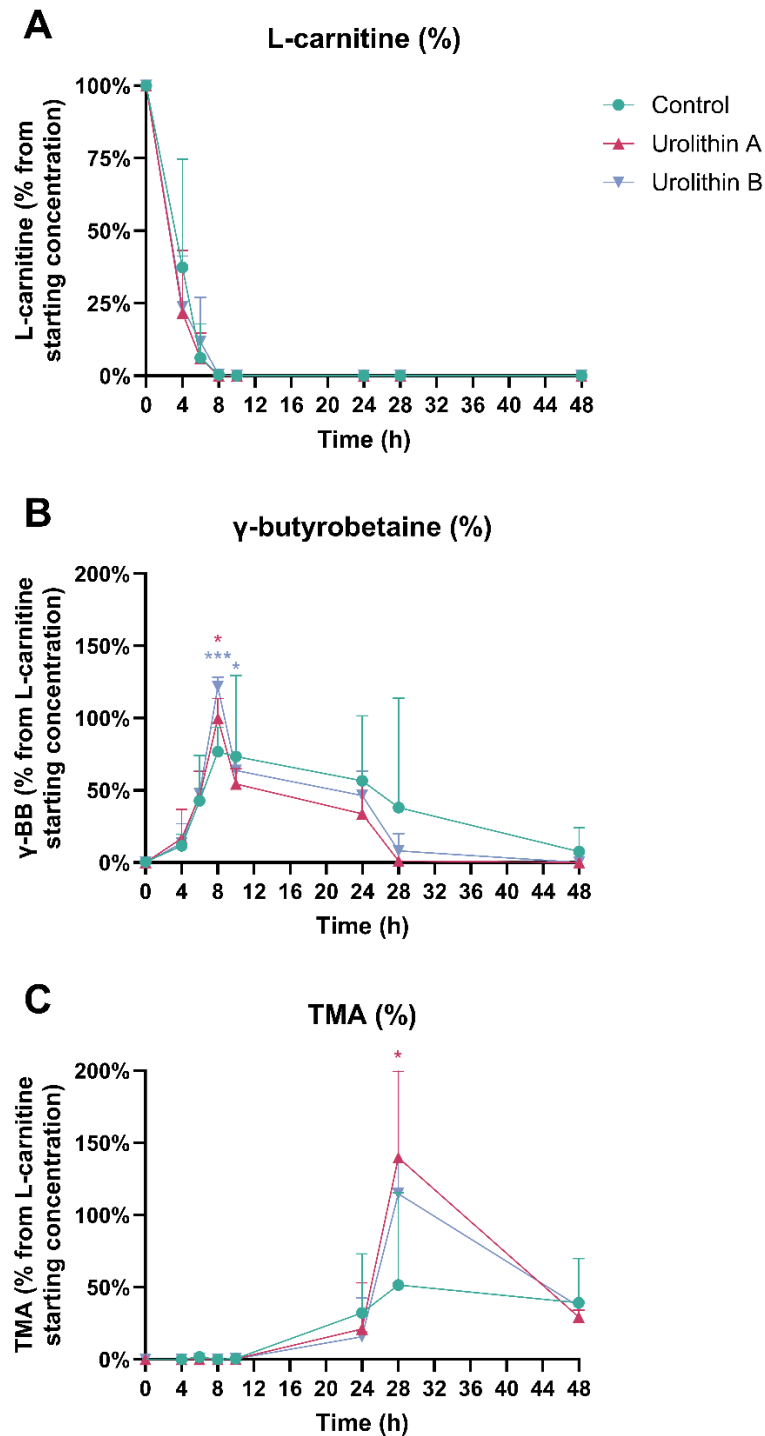 A
L-carnitine (%)
L-carnitine (% from
starting concentration)
100%
75%
50%
25%
0%
0 4 8 12 16 20 24 28 32 36 40 44 48
Time (h)
Control
Urolithin A
Urolithin B
B
γ-butyrobetaine (%)
γ-BB (% from L-carnitine
starting concentration)
200%
150%
100%
50%
0%
*
*** *
0 4 8 12 16 20 24 28 32 36 40 44 48
Time (h)
C
TMA (%)
TMA (% from L-carnitine
starting concentration)
200%
150%
100%
50%
0%
*
0 4 8 12 16 20 24 28 32 36 40 44 48
Time (h)